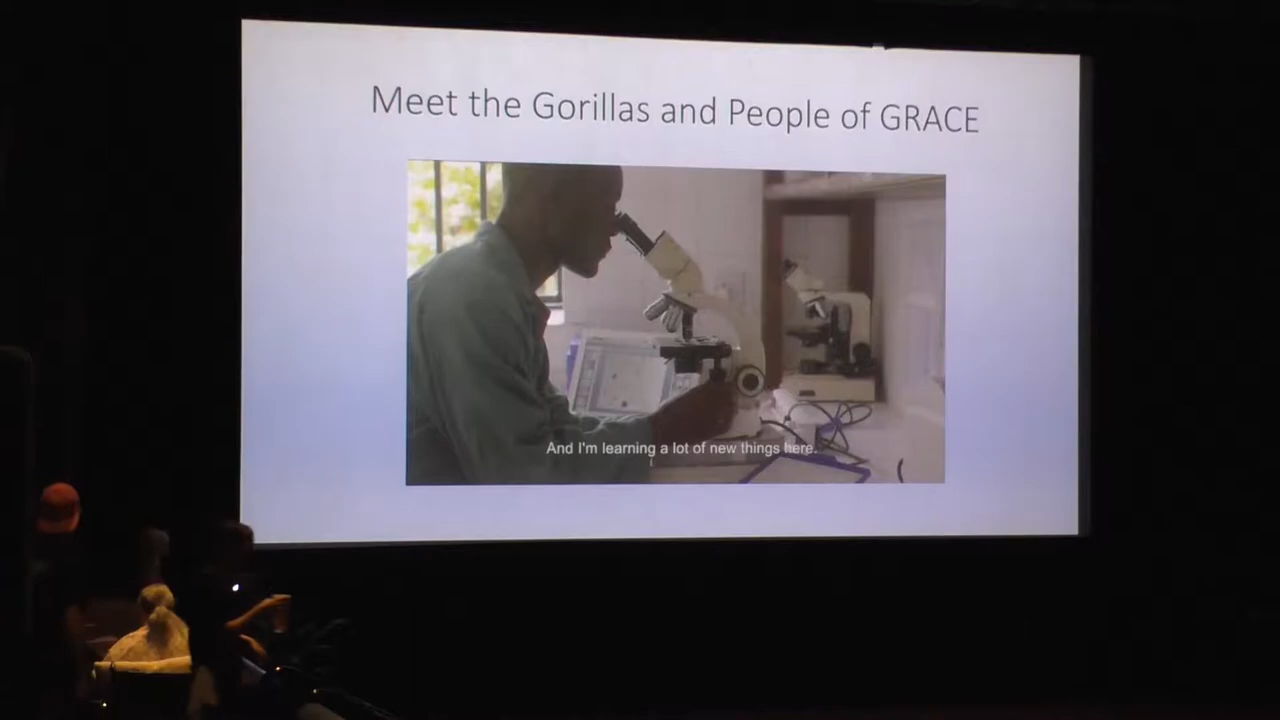 Meet the Gorillas and People of GRACE
And I'm learning a lot of new things here.